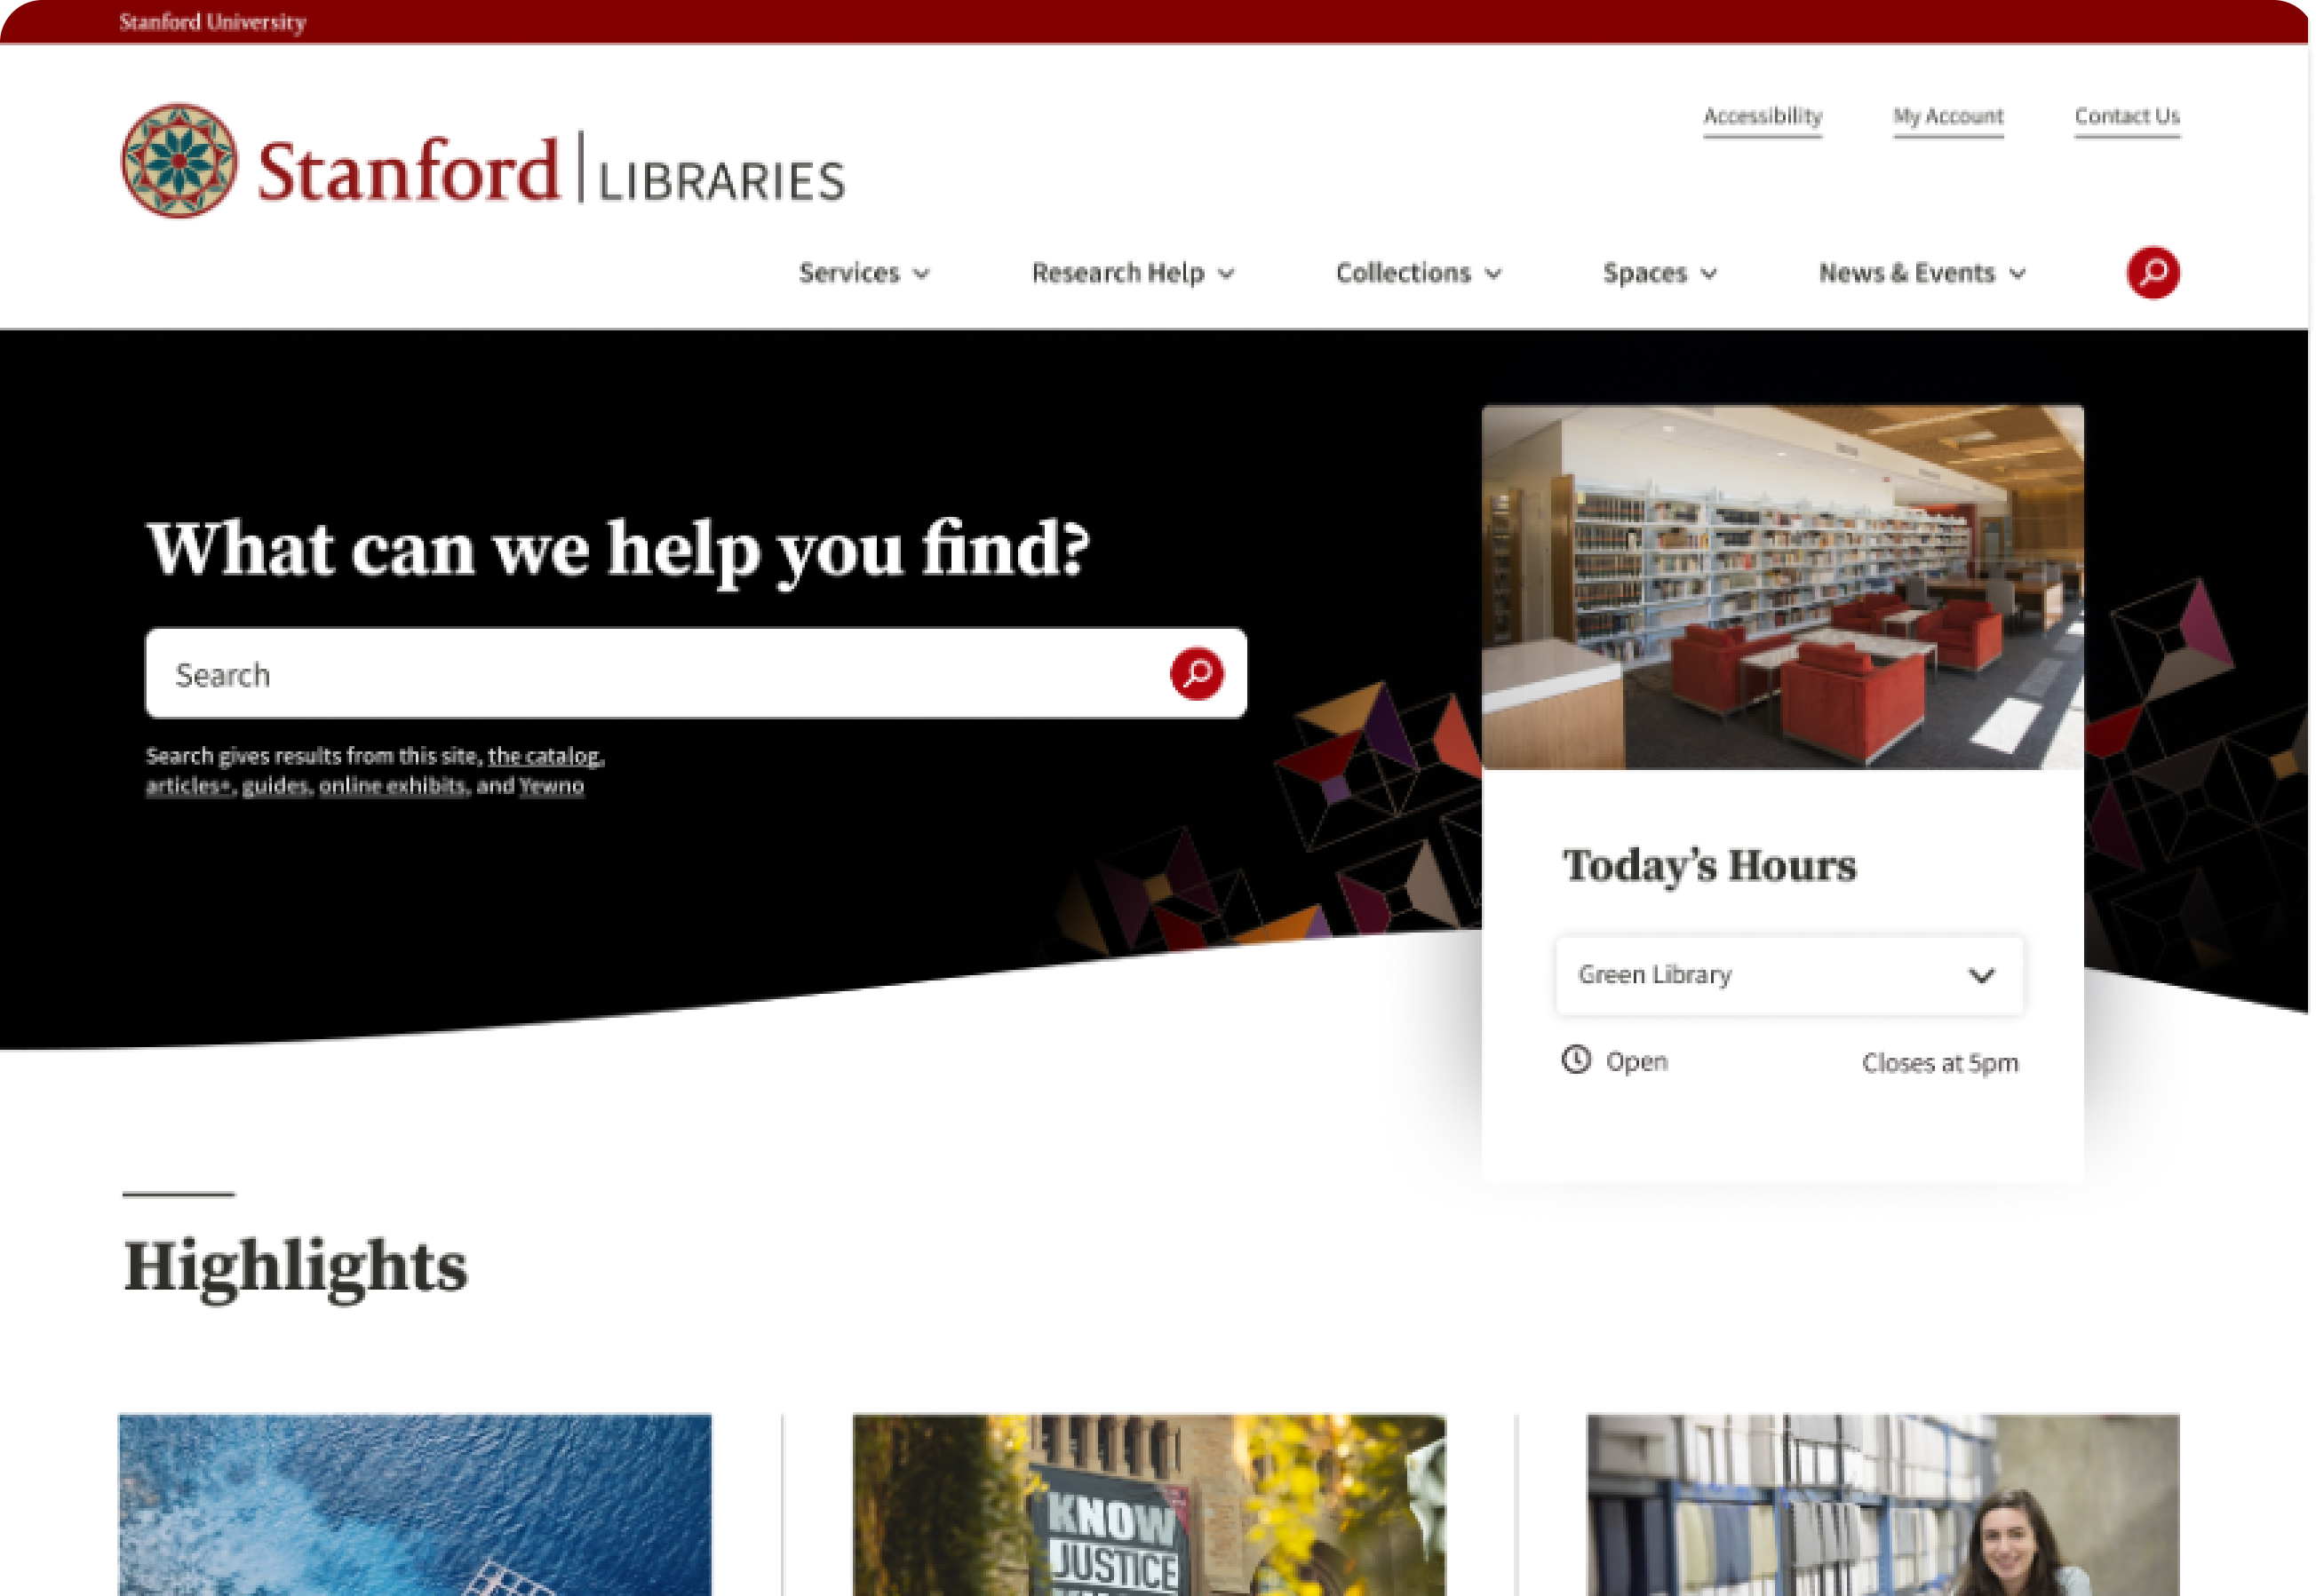 Stanford University
Stanford LIBRARIES
Accessibility My Account Contact Us
Services Research Help Collections Spaces News & Events
What can we help you find?
Search
Search gives results from this site, the catalog,
articles+, guides, online exhibits, and Yewno
Today's Hours
Green Library
Open Closes at 5pm
Highlights
KNOW
JUSTICE